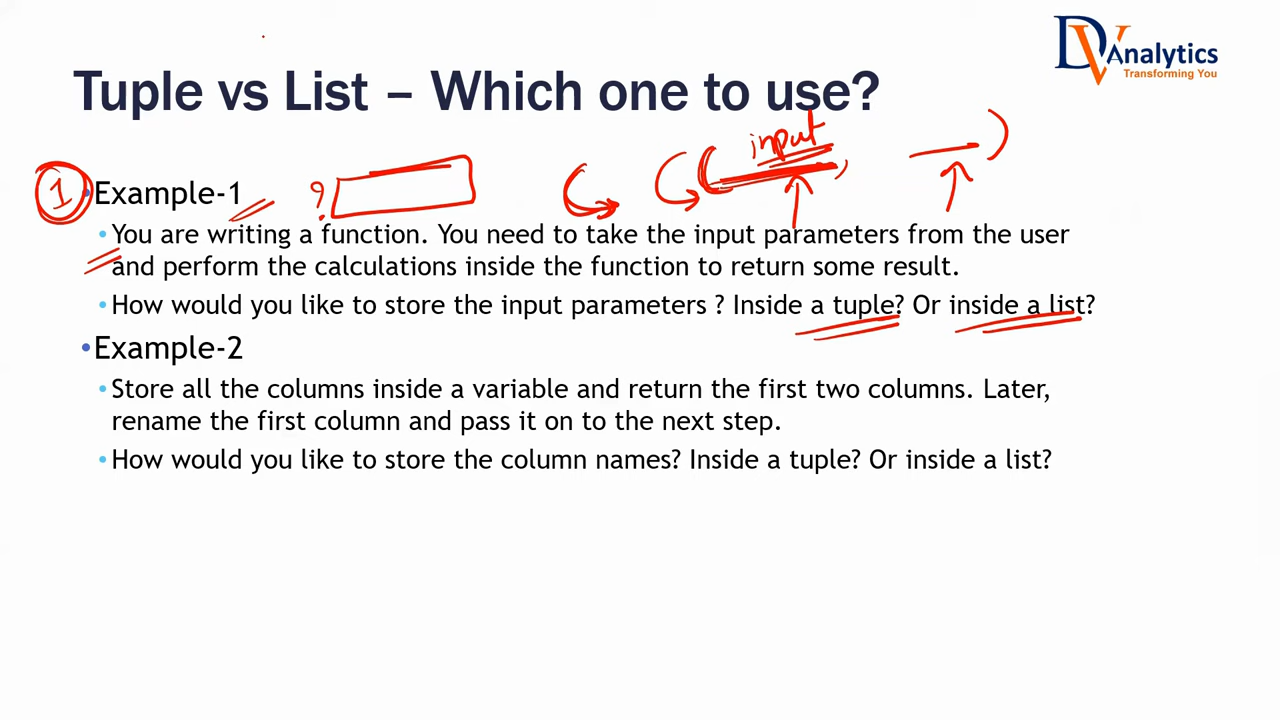 DV Analytics
Transforming You
Tuple vs List – Which one to use?
input
1
•Example-1
?
•You are writing a function. You need to take the input parameters from the user
and perform the calculations inside the function to return some result.
•How would you like to store the input parameters ? Inside a tuple? Or inside a list?
•Example-2
•Store all the columns inside a variable and return the first two columns. Later,
rename the first column and pass it on to the next step.
•How would you like to store the column names? Inside a tuple? Or inside a list?